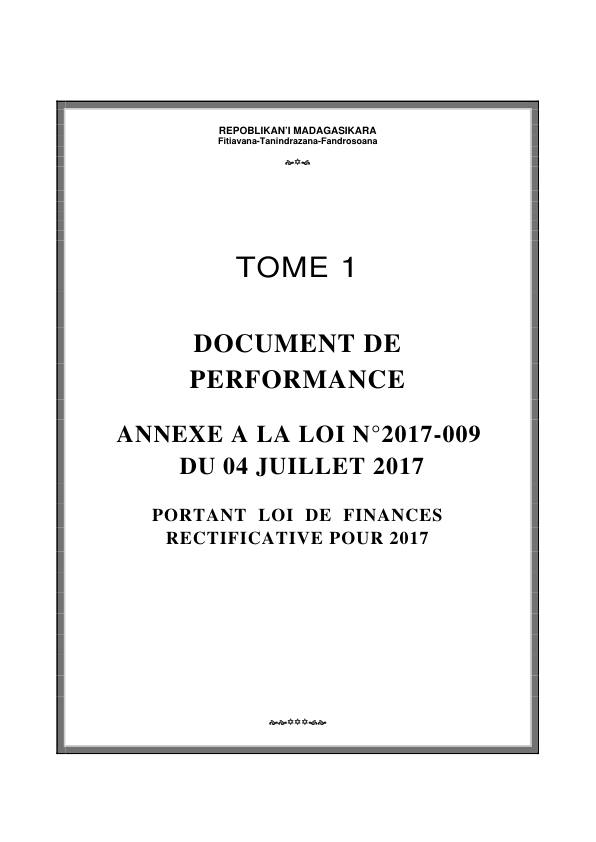 REPOBLIKAN'I MADAGASIKARA
Fitiavana-Tanindrazana-Fandrosoana
TOME 1
DOCUMENT DE
PERFORMANCE
ANNEXE A LA LOI N°2017-009
DU 04 JUILLET 2017
PORTANT LOI DE FINANCES
RECTIFICATIVE POUR 2017